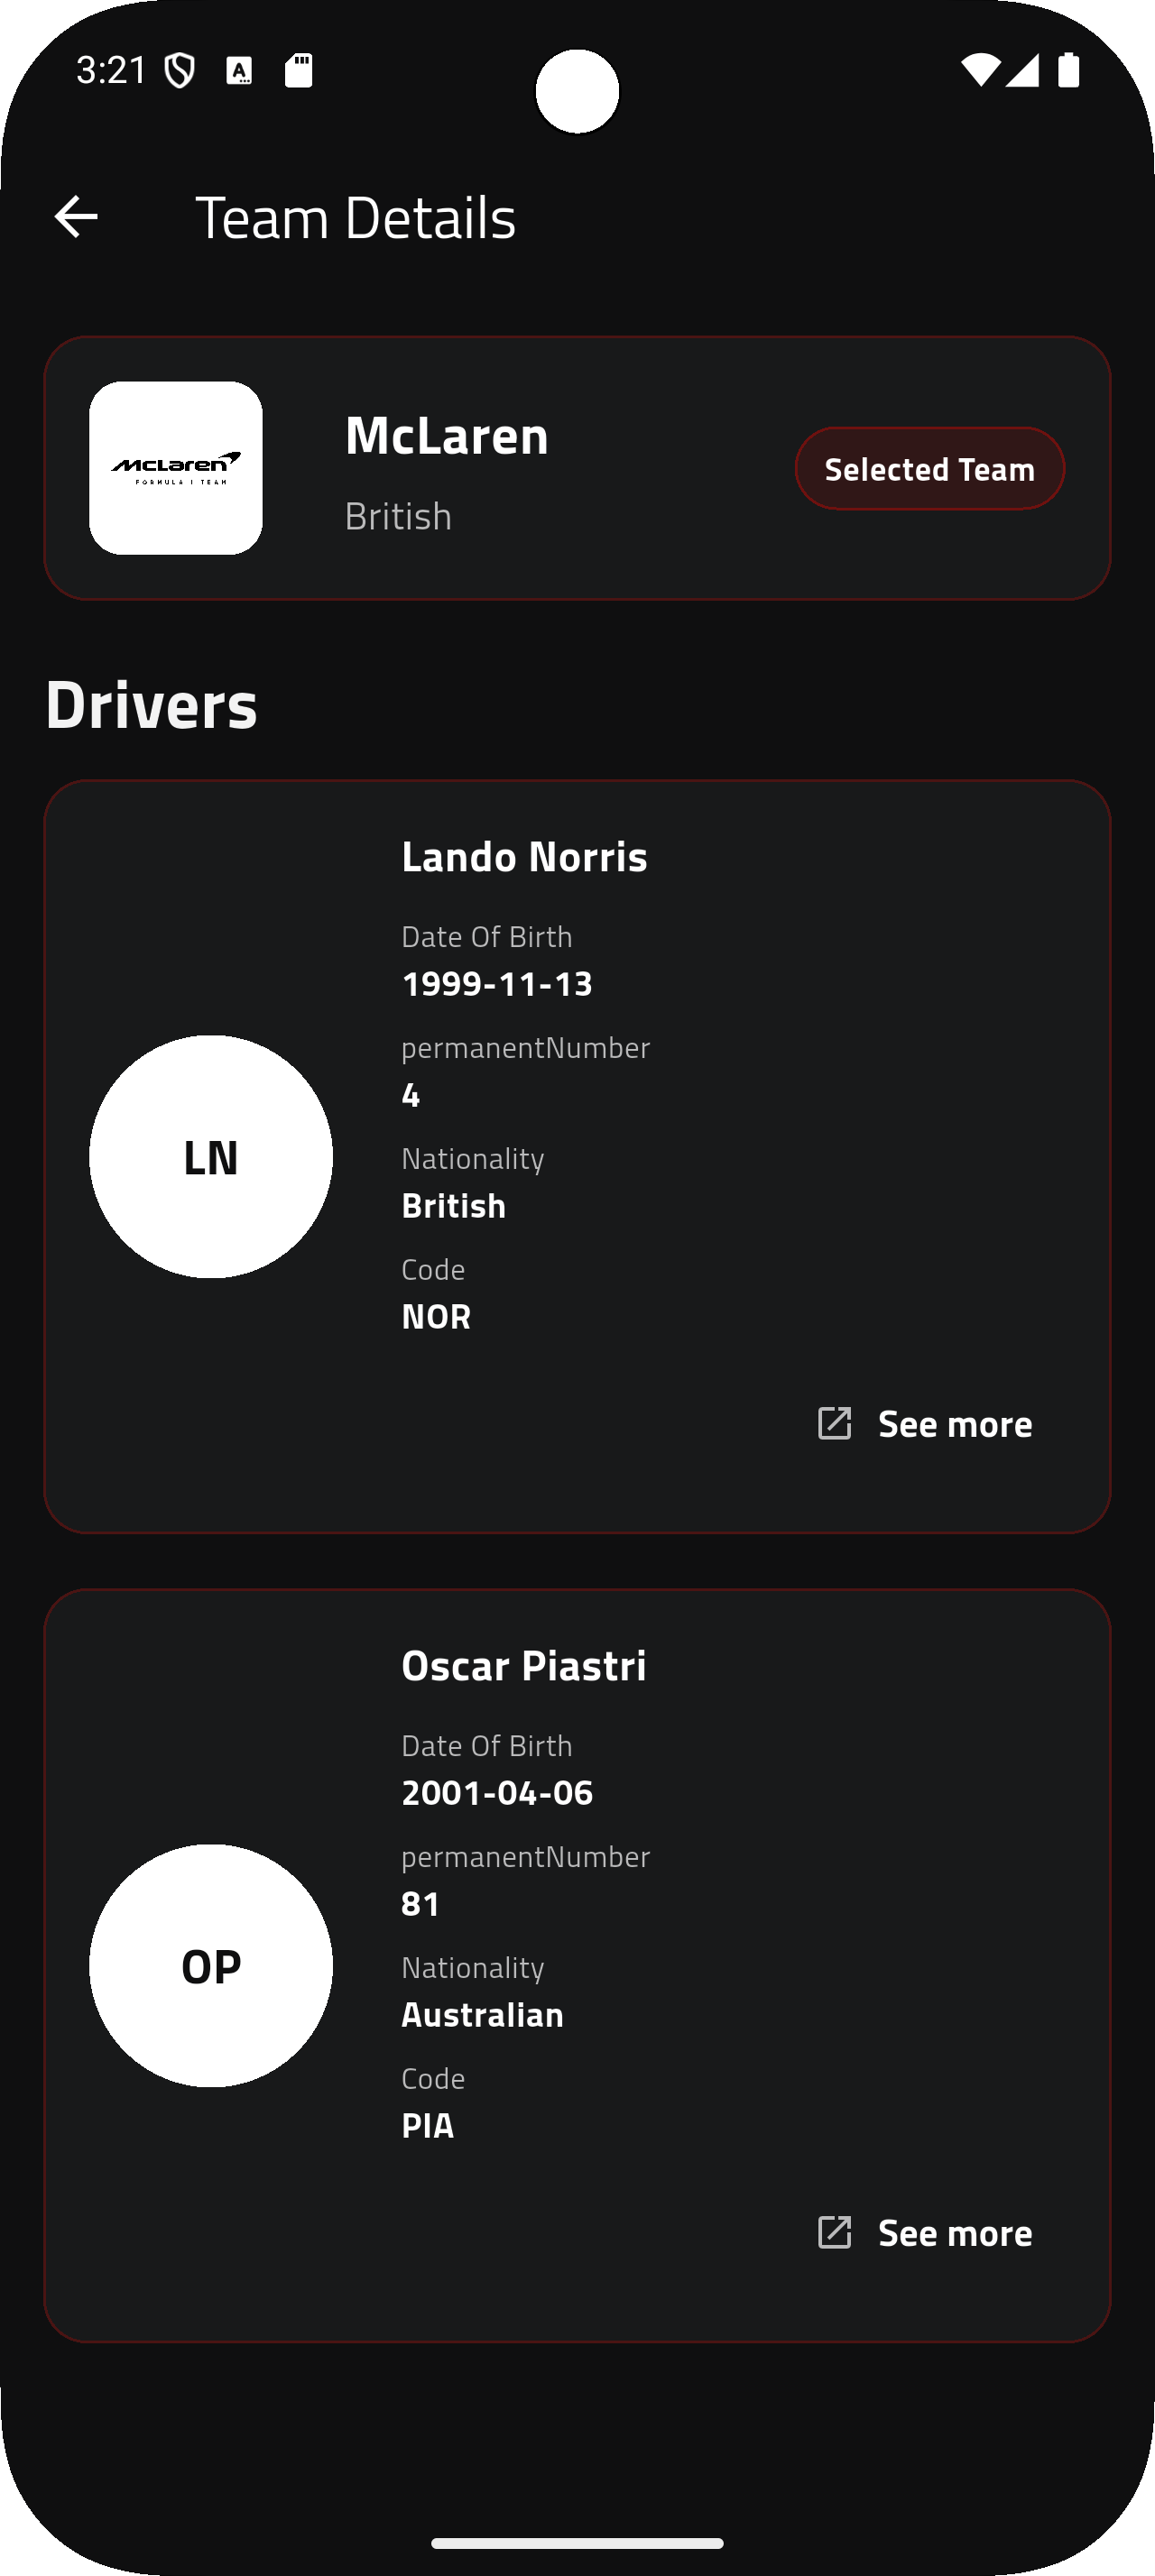 3:21
Team Details
McLaren
FORMULA 1 TEAM
McLaren
British
Selected Team
Drivers
Lando Norris
Date Of Birth
1999-11-13
permanentNumber
4
LN
Nationality
British
Code
NOR
See more
Oscar Piastri
Date Of Birth
2001-04-06
permanentNumber
81
OP
Nationality
Australian
Code
PIA
See more